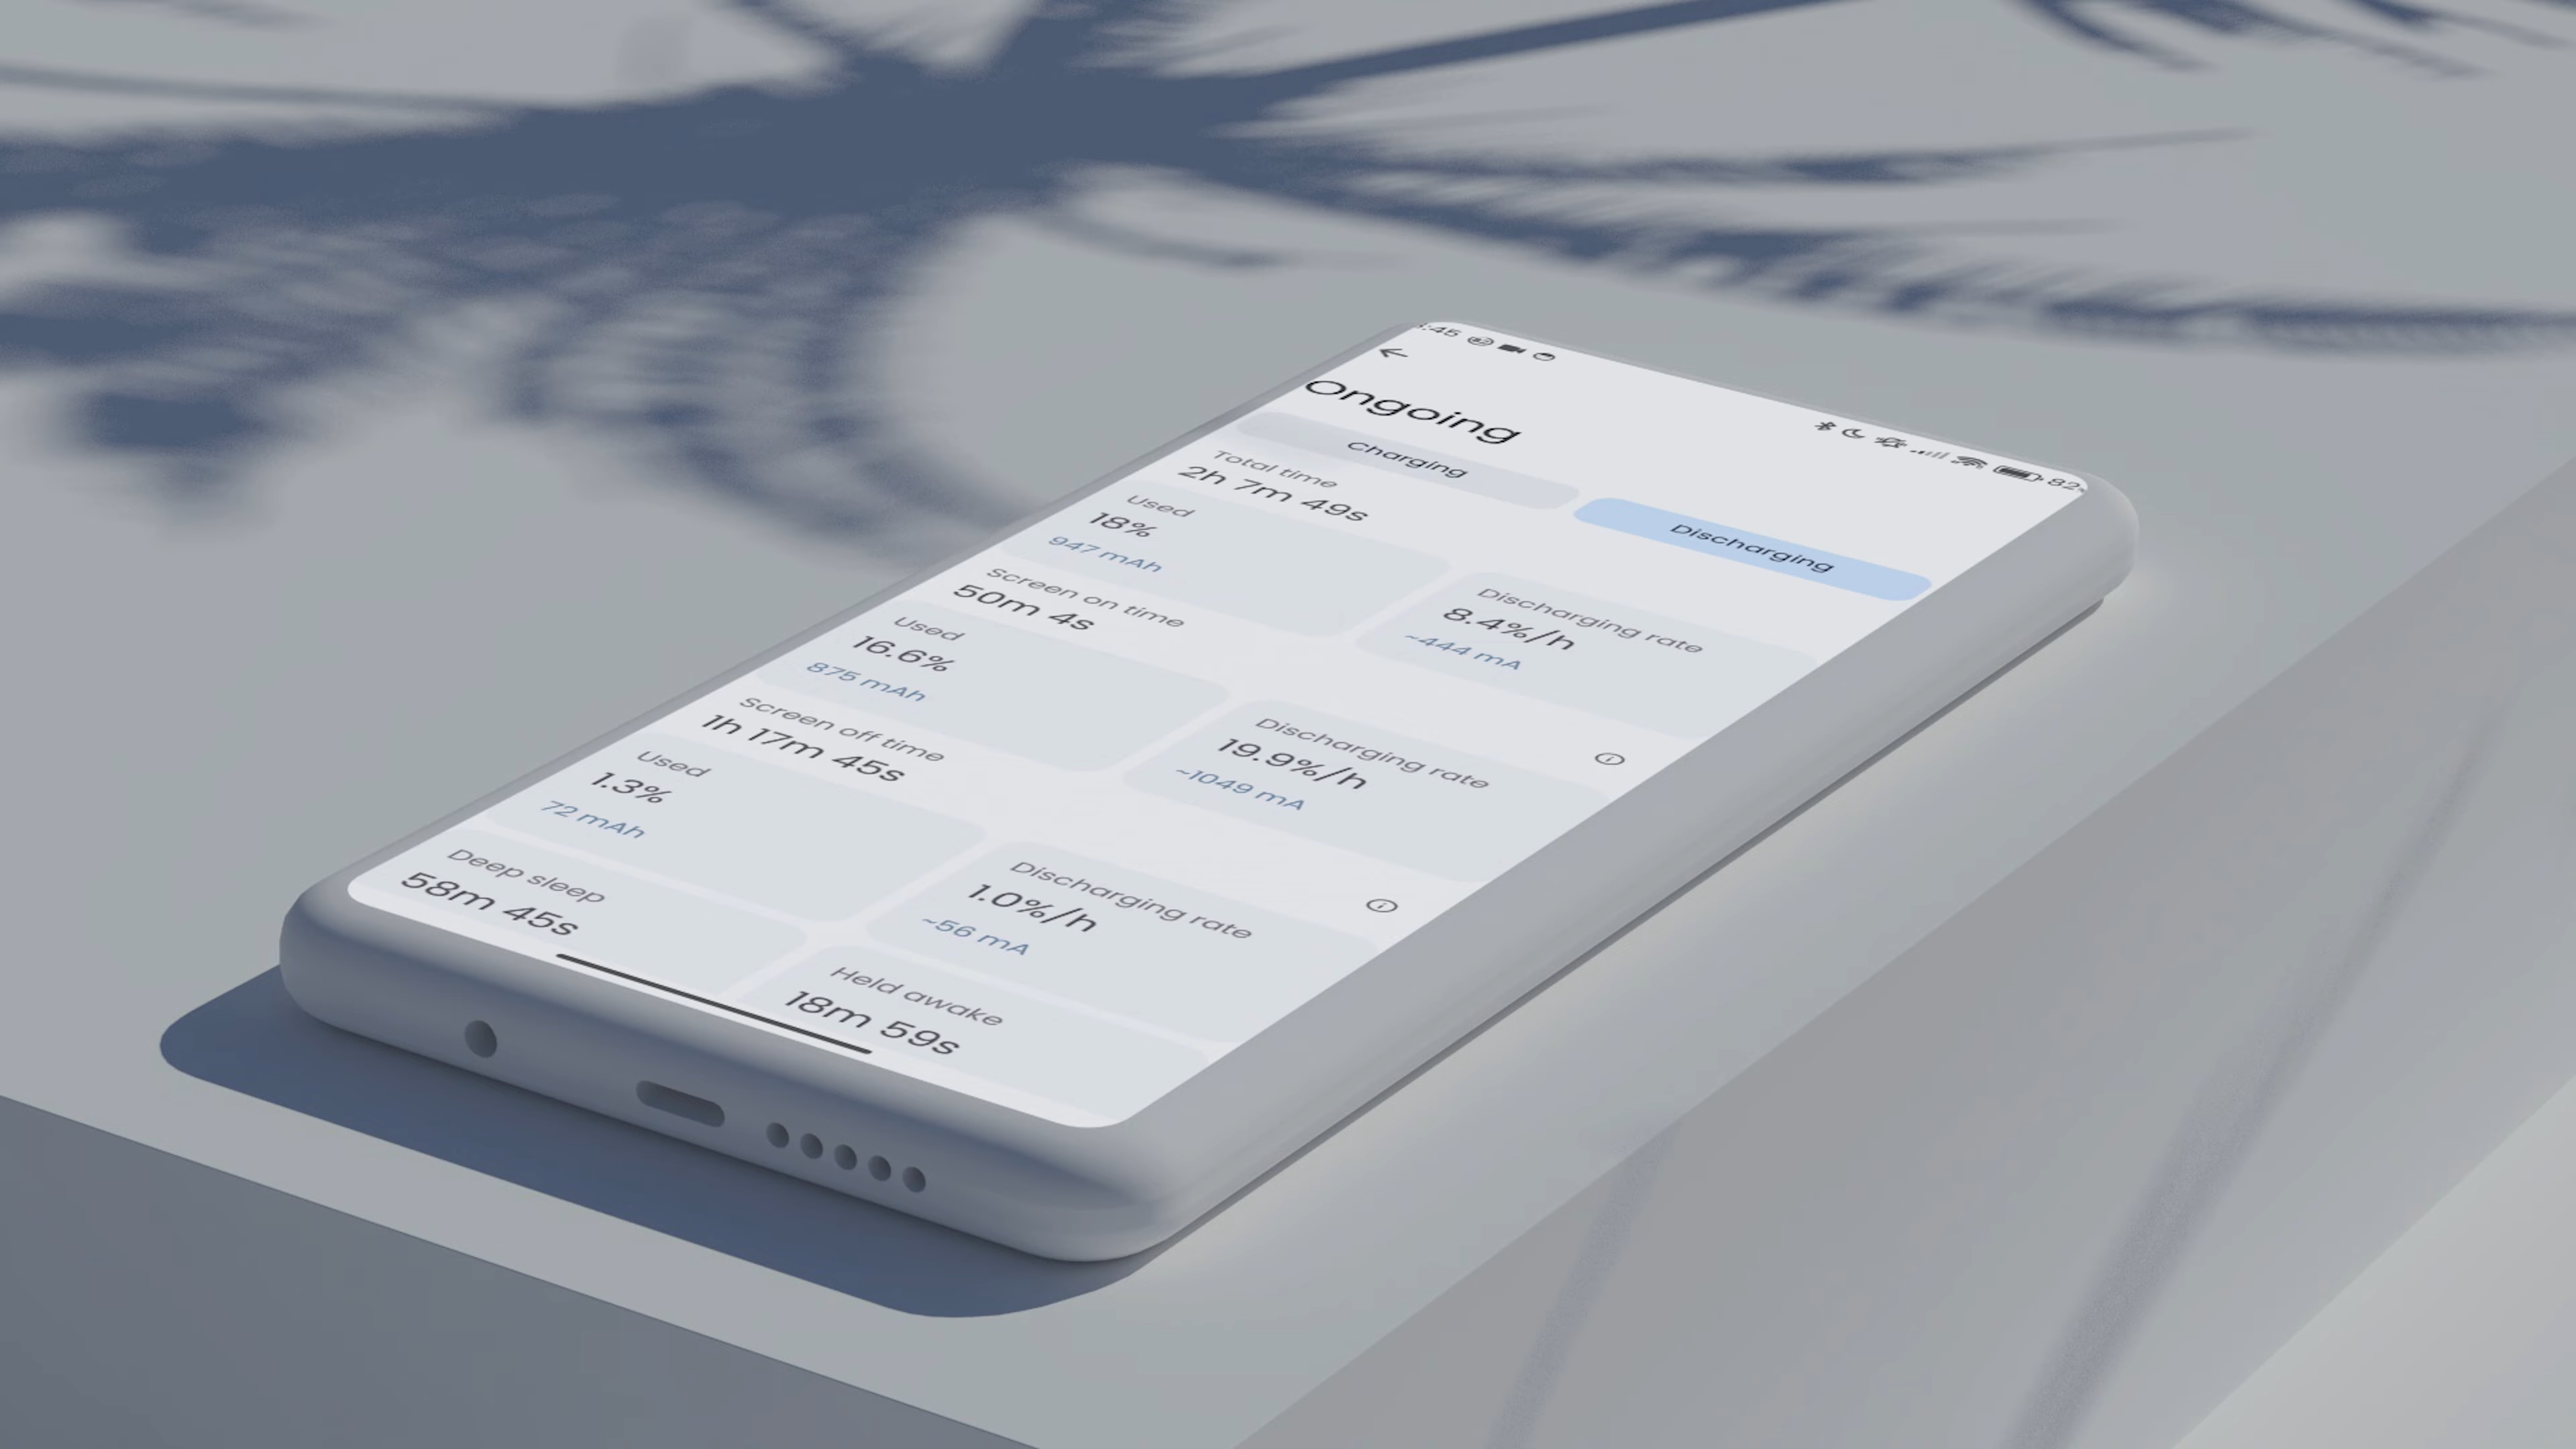 :45 82
Ongoing
Charging Discharging
Total time
2h 7m 49s
Used
18%
947 mAh
Discharging rate
8.4%/h
~444 mA
Screen on time
50m 4s
Used
16.6%
875 mAh
Discharging rate
19.9%/h
~1049 mA
Screen off time
1h 17m 45s
Used
1.3%
72 mAh
Discharging rate
1.0%/h
~56 mA
Deep sleep
58m 45s
Held awake
18m 59s